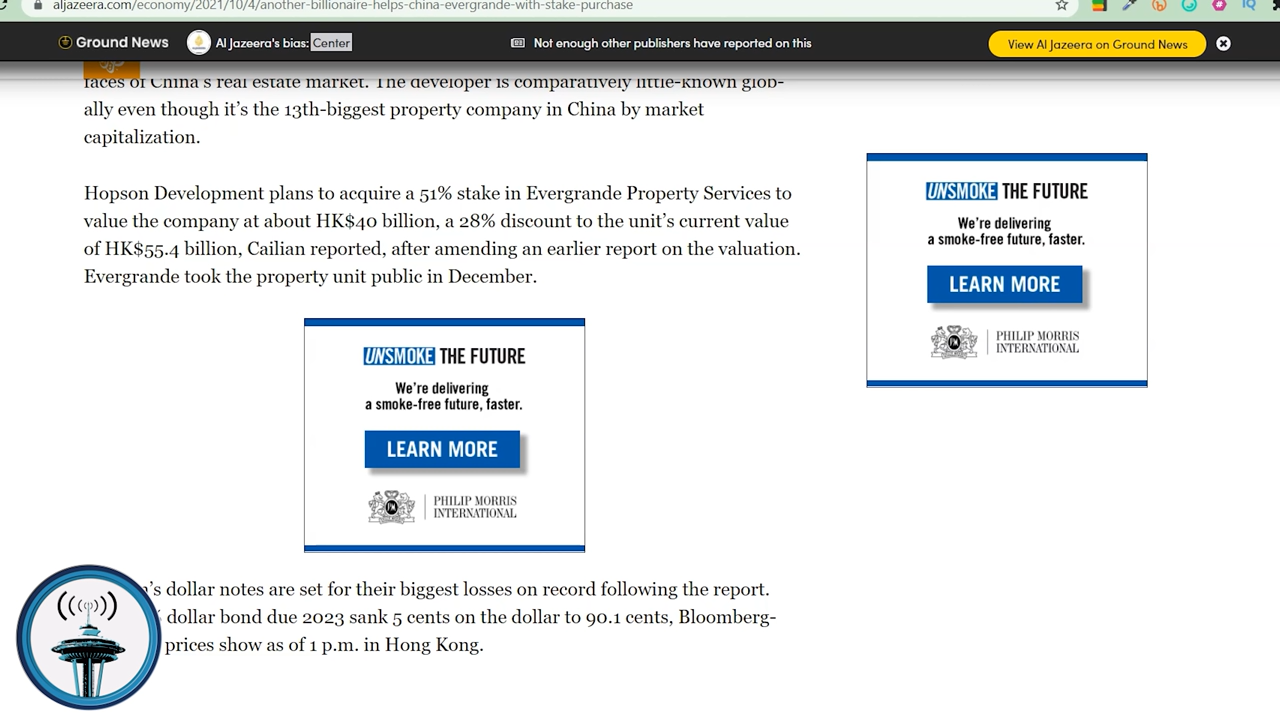 aljazeera.com/economy/2021/10/4/another-billionaire-helps-china-evergrande-with-stake-purchase
Ground News
Al Jazeera's bias: Center
Not enough other publishers have reported on this
View Al Jazeera on Ground News
faces of China's real estate market. The developer is comparatively little-known glob-
ally even though it's the 13th-biggest property company in China by market
capitalization.
Hopson Development plans to acquire a 51% stake in Evergrande Property Services to
value the company at about HK$40 billion, a 28% discount to the unit's current value
of HK$55.4 billion, Cailian reported, after amending an earlier report on the valuation.
Evergrande took the property unit public in December.
UNSMOKE THE FUTURE
We're delivering
a smoke-free future, faster.
LEARN MORE
PHILIP MORRIS
INTERNATIONAL
UNSMOKE THE FUTURE
We're delivering
a smoke-free future, faster.
LEARN MORE
PHILIP MORRIS
INTERNATIONAL
's dollar notes are set for their biggest losses on record following the report.
dollar bond due 2023 sank 5 cents on the dollar to 90.1 cents, Bloomberg-
prices show as of 1 p.m. in Hong Kong.